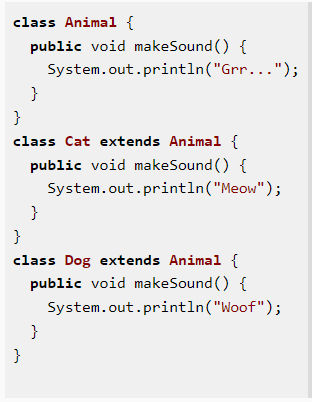 class Animal {
  public void makeSound() {
    System.out.println("Grr...");
  }
}
class Cat extends Animal {
  public void makeSound() {
    System.out.println("Meow");
  }
}
class Dog extends Animal {
  public void makeSound() {
    System.out.println("Woof");
  }
}